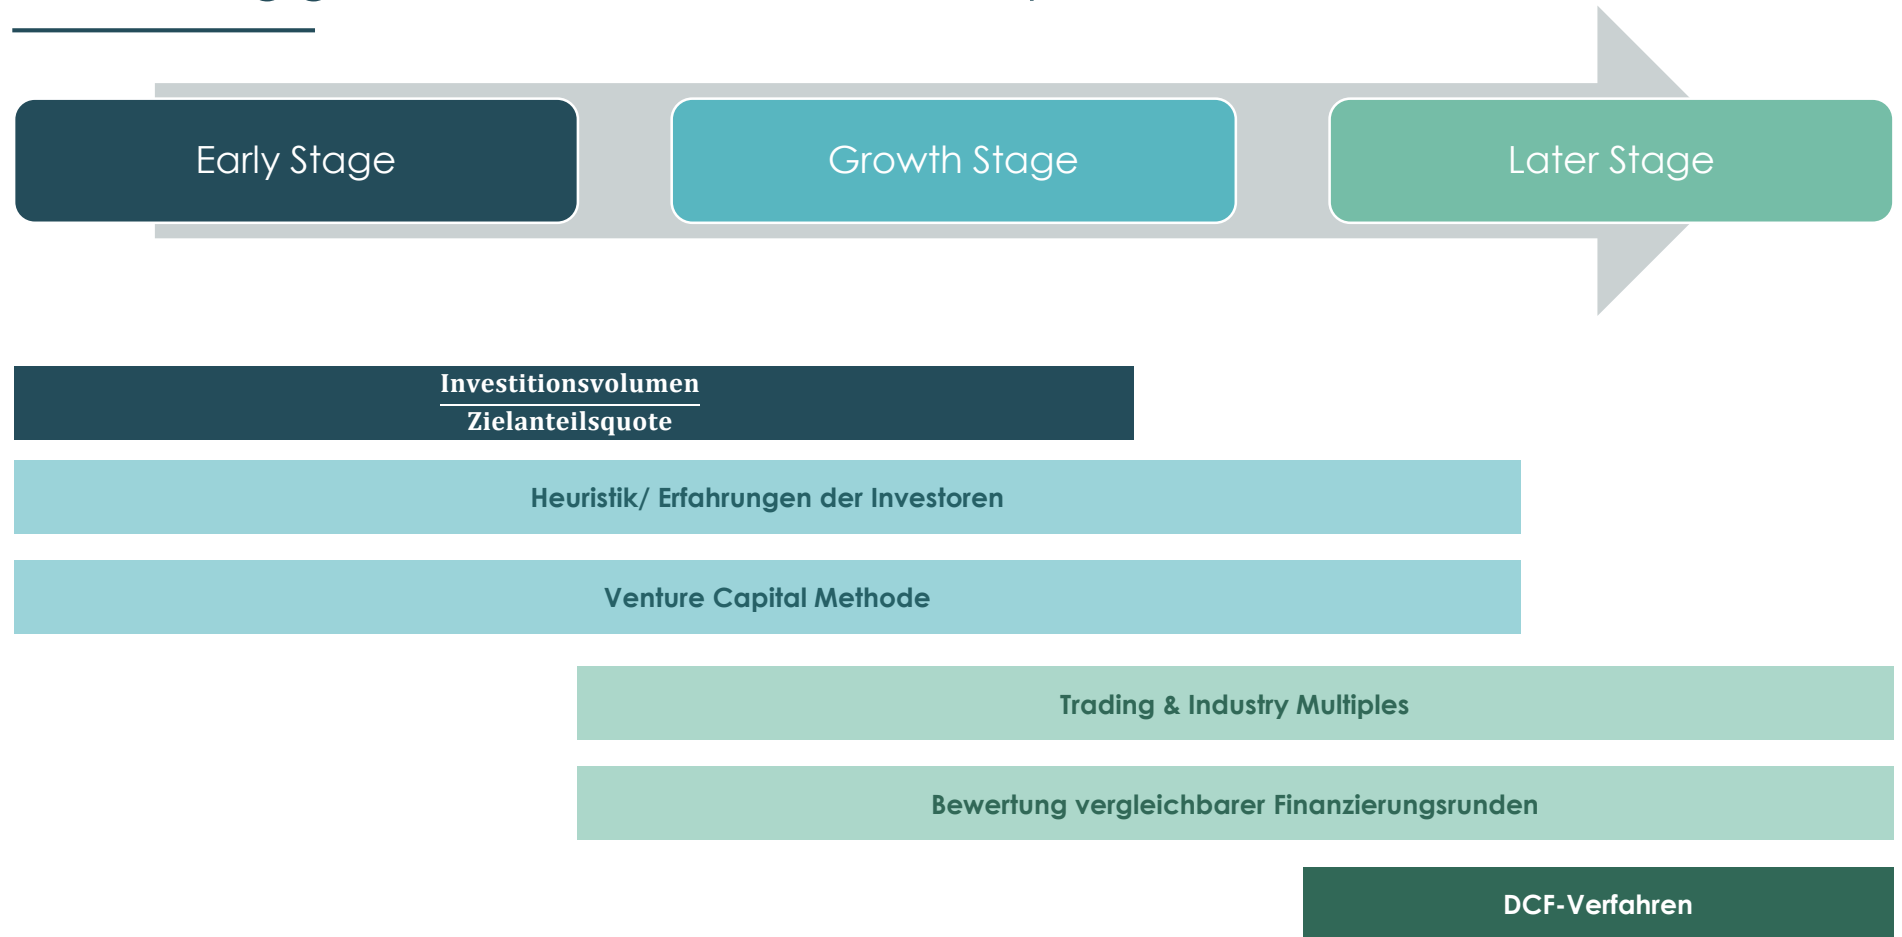 Early Stage
Growth Stage
Later Stage
Investitionsvolumen
Zielanteilsquote
Heuristik/ Erfahrungen der Investoren
Venture Capital Methode
Trading & Industry Multiples
Bewertung vergleichbarer Finanzierungsrunden
DCF-Verfahren